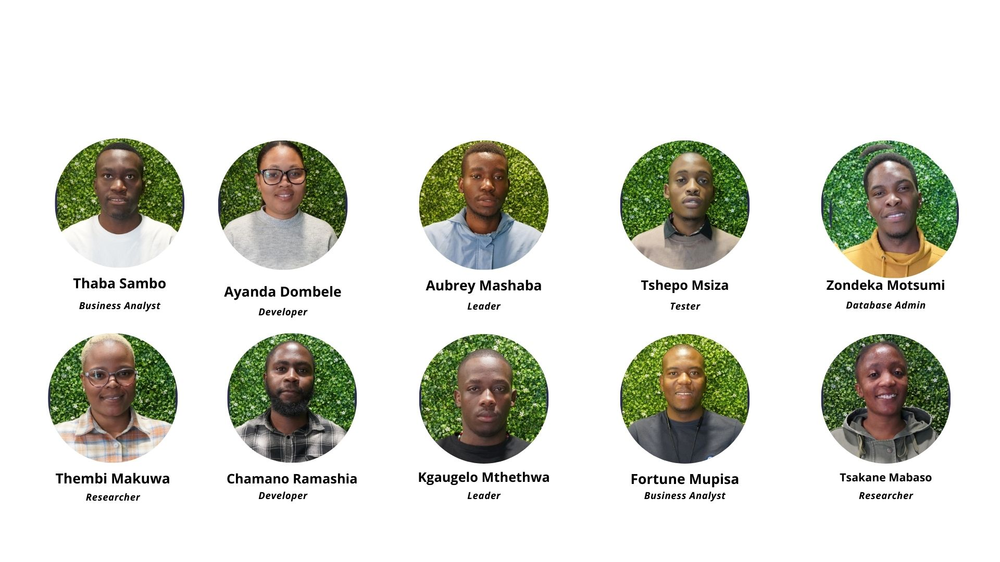 Thaba Sambo
Business Analyst
Ayanda Dombele
Developer
Aubrey Mashaba
Leader
Tshepo Msiza
Tester
Zondeka Motsumi
Database Admin
Thembi Makuwa
Researcher
Chamano Ramashia
Developer
Kgaugelo Mthethwa
Leader
Fortune Mupisa
Business Analyst
Tsakane Mabaso
Researcher